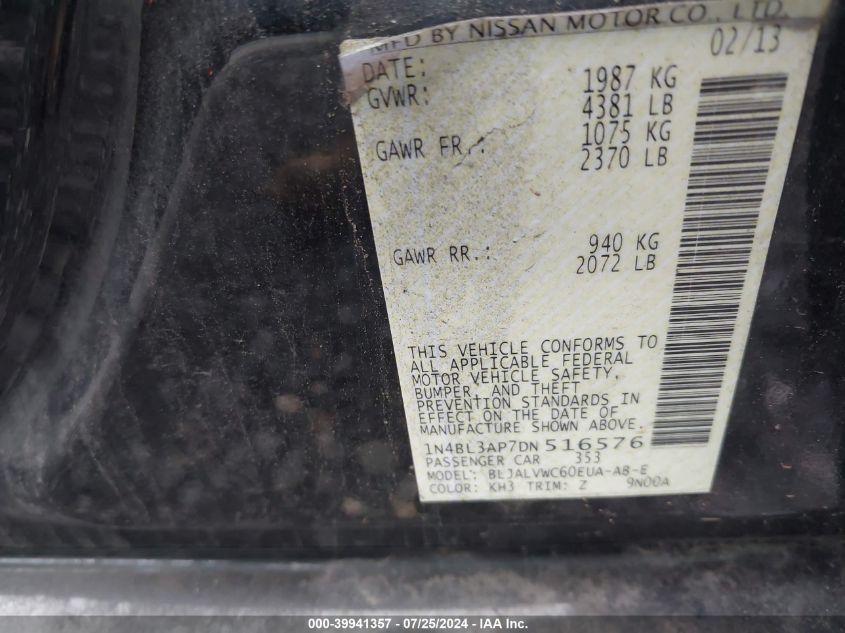 MFD BY NISSAN MOTOR CO., LTD.
DATE: 02/13
GVWR: 1987 KG
4381 LB
GAWR FR.: 1075 KG
2370 LB
GAWR RR.: 940 KG
2072 LB
THIS VEHICLE CONFORMS TO
ALL APPLICABLE FEDERAL
MOTOR VEHICLE SAFETY,
BUMPER, AND THEFT
PREVENTION STANDARDS IN
EFFECT ON THE DATE OF
MANUFACTURE SHOWN ABOVE.
1N4BL3AP7DN 516576
PASSENGER CAR 353
MODEL: BLJALVWC60EUA-AB-E
COLOR: KH3 TRIM: Z 9N00A
000-39941357 / 07/25/2024 - IAA Inc.